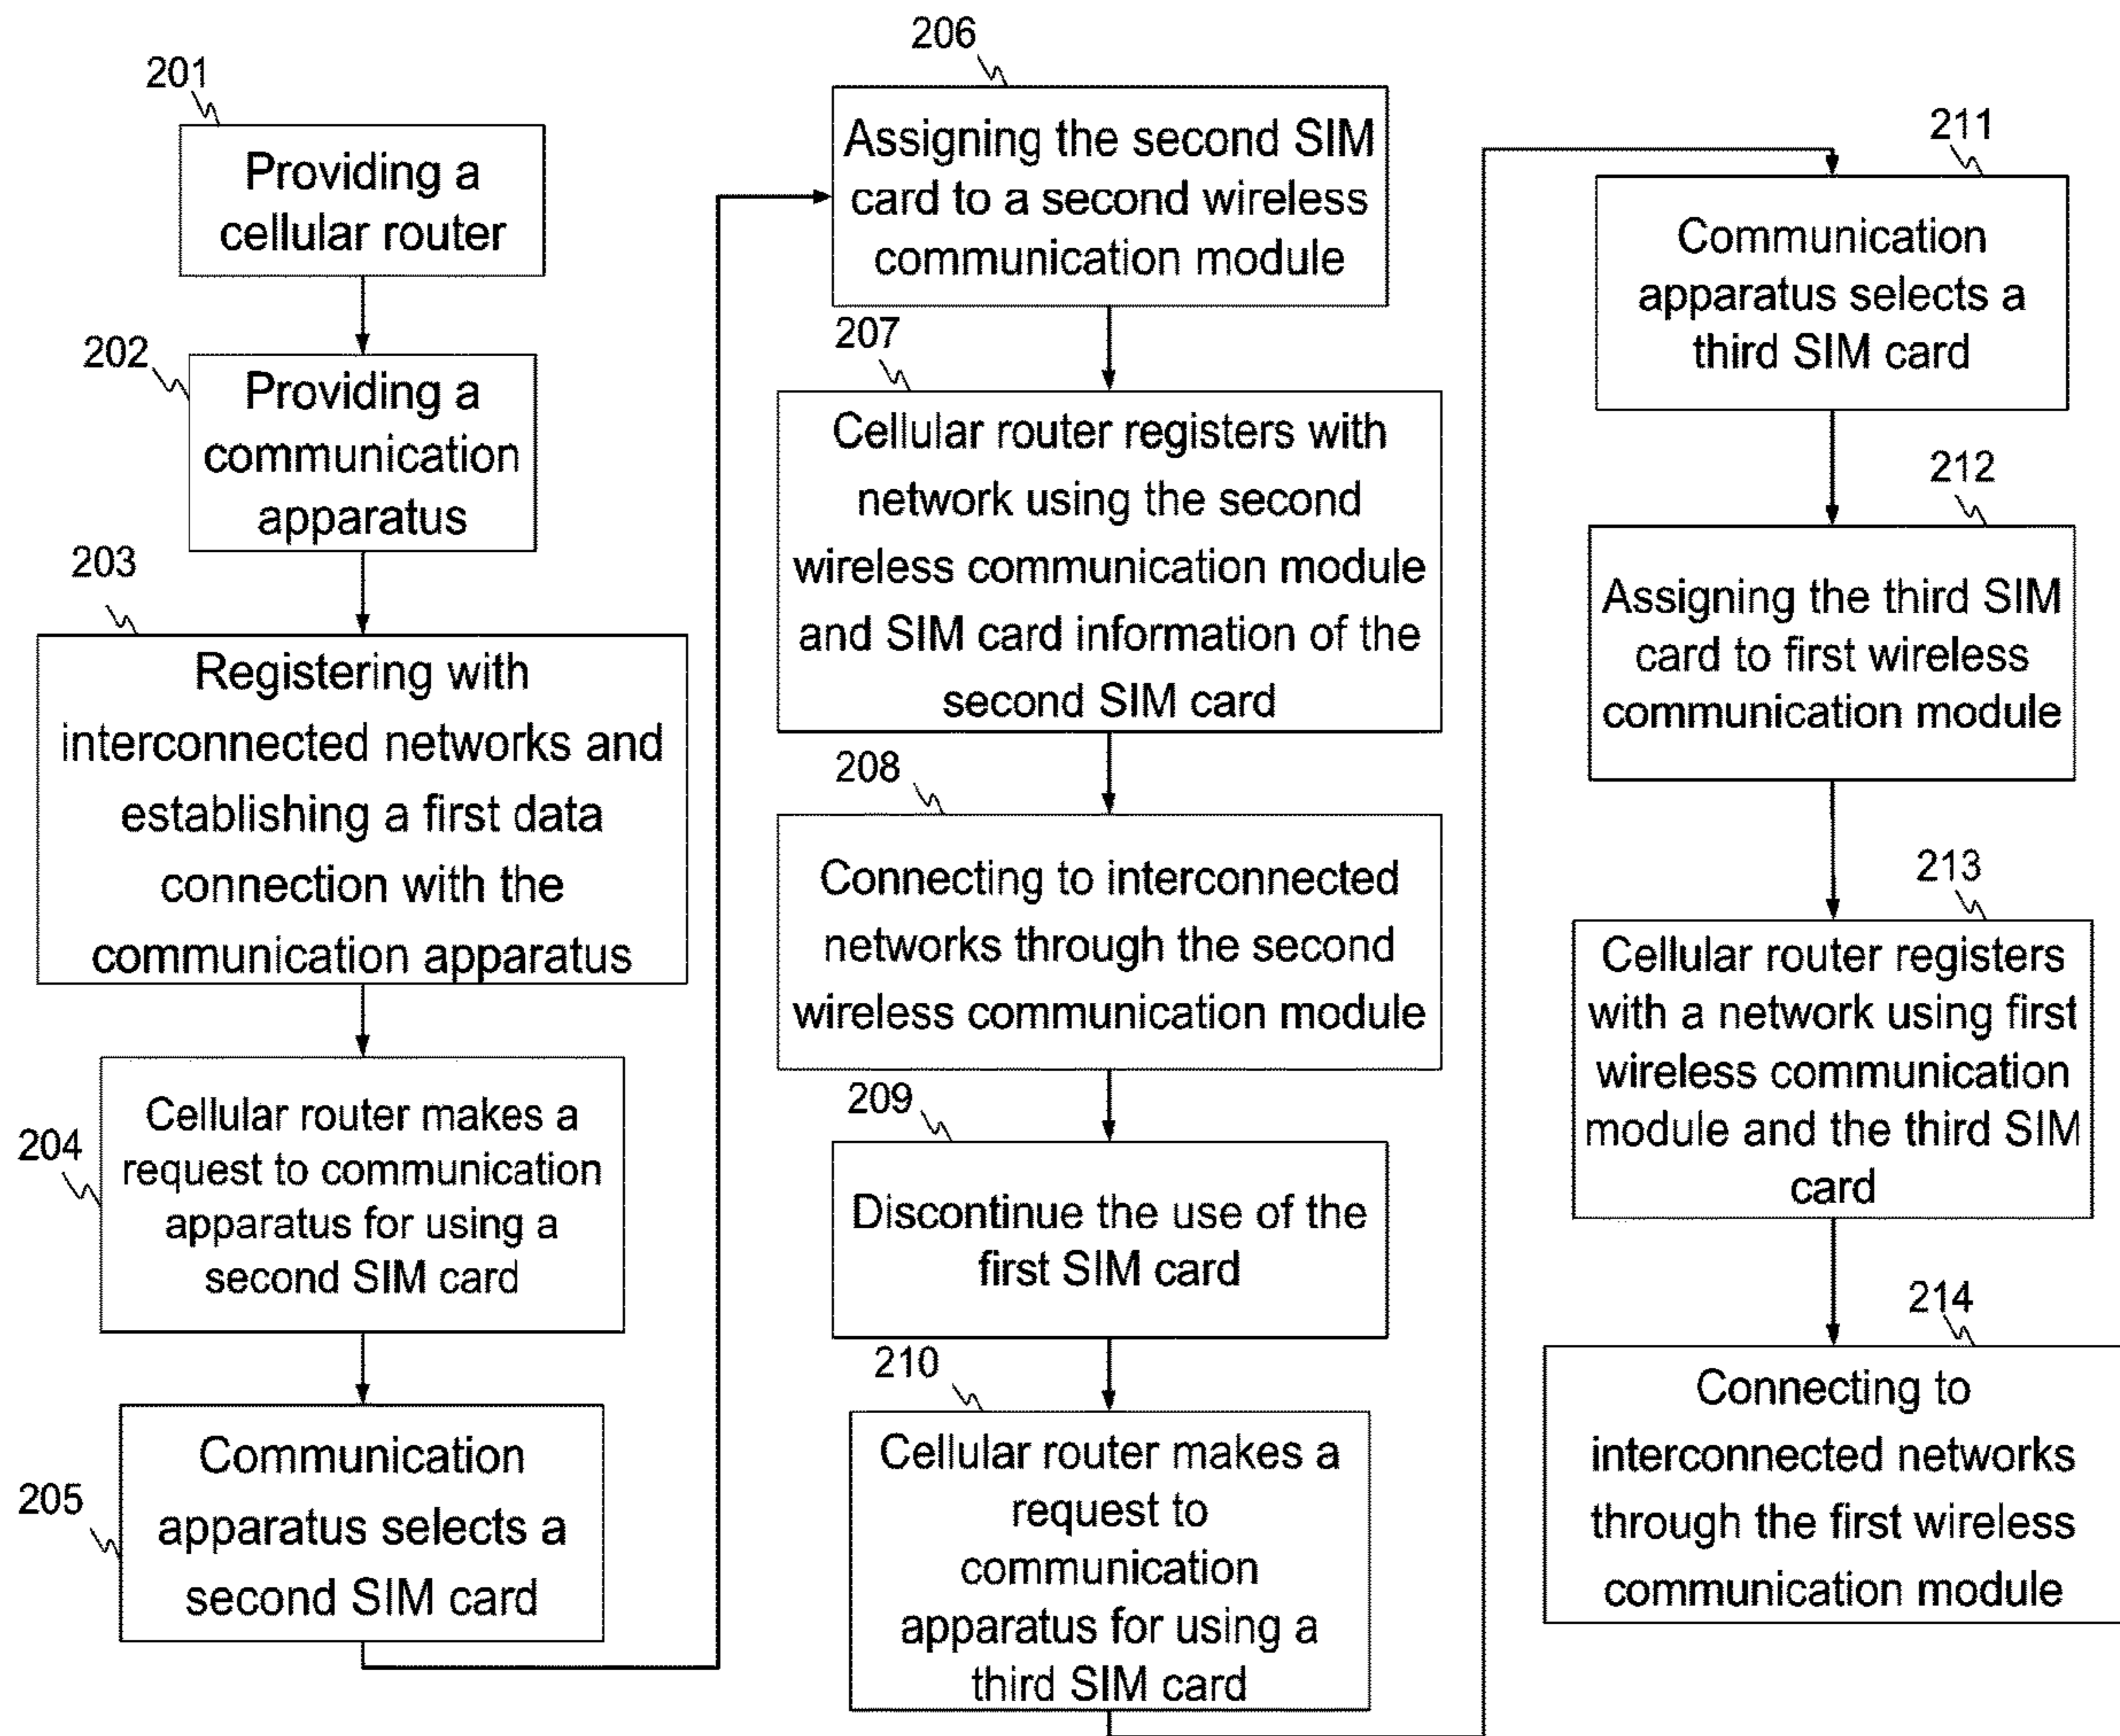 201
Providing a
cellular router
202
Providing a
communication
apparatus
203
Registering with
interconnected networks and
establishing a first data
connection with the
communication apparatus
204
Cellular router makes a
request to communication
apparatus for using a
second SIM card
205
Communication
apparatus selects a
second SIM card
206
Assigning the second SIM
card to a second wireless
communication module
207
Cellular router registers with
network using the second
wireless communication module
and SIM card information of the
second SIM card
208
Connecting to interconnected
networks through the second
wireless communication module
209
Discontinue the use of the
first SIM card
210
Cellular router makes a
request to
communication
apparatus for using a
third SIM card
211
Communication
apparatus selects a
third SIM card
212
Assigning the third SIM
card to first wireless
communication module
213
Cellular router registers
with a network using first
wireless communication
module and the third SIM
card
214
Connecting to
interconnected networks
through the first wireless
communication module